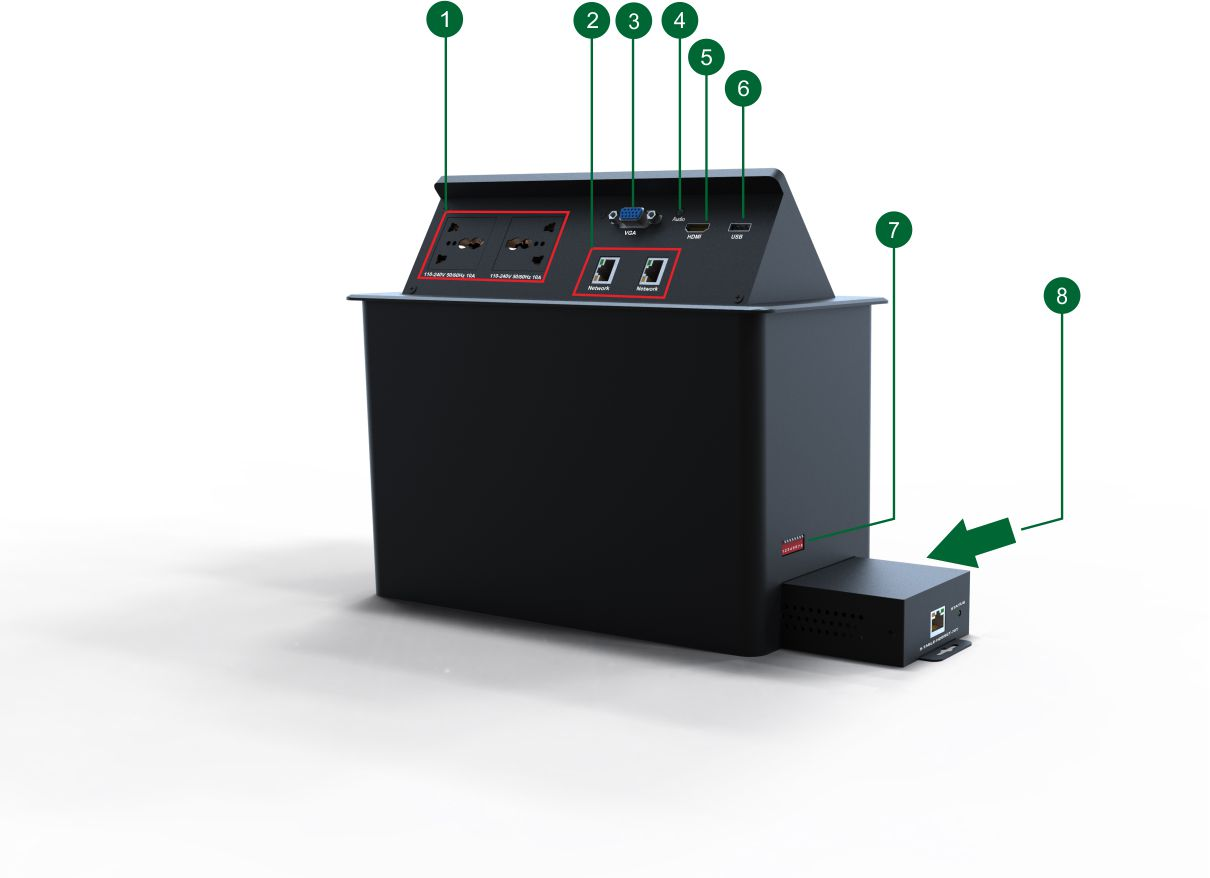 1
2
3
4
5
6
7
8
VGA
Audio
HDMI
USB
110-240V 50/60Hz 10A
110-240V 50/60Hz 10A
Network
Network
STATUS